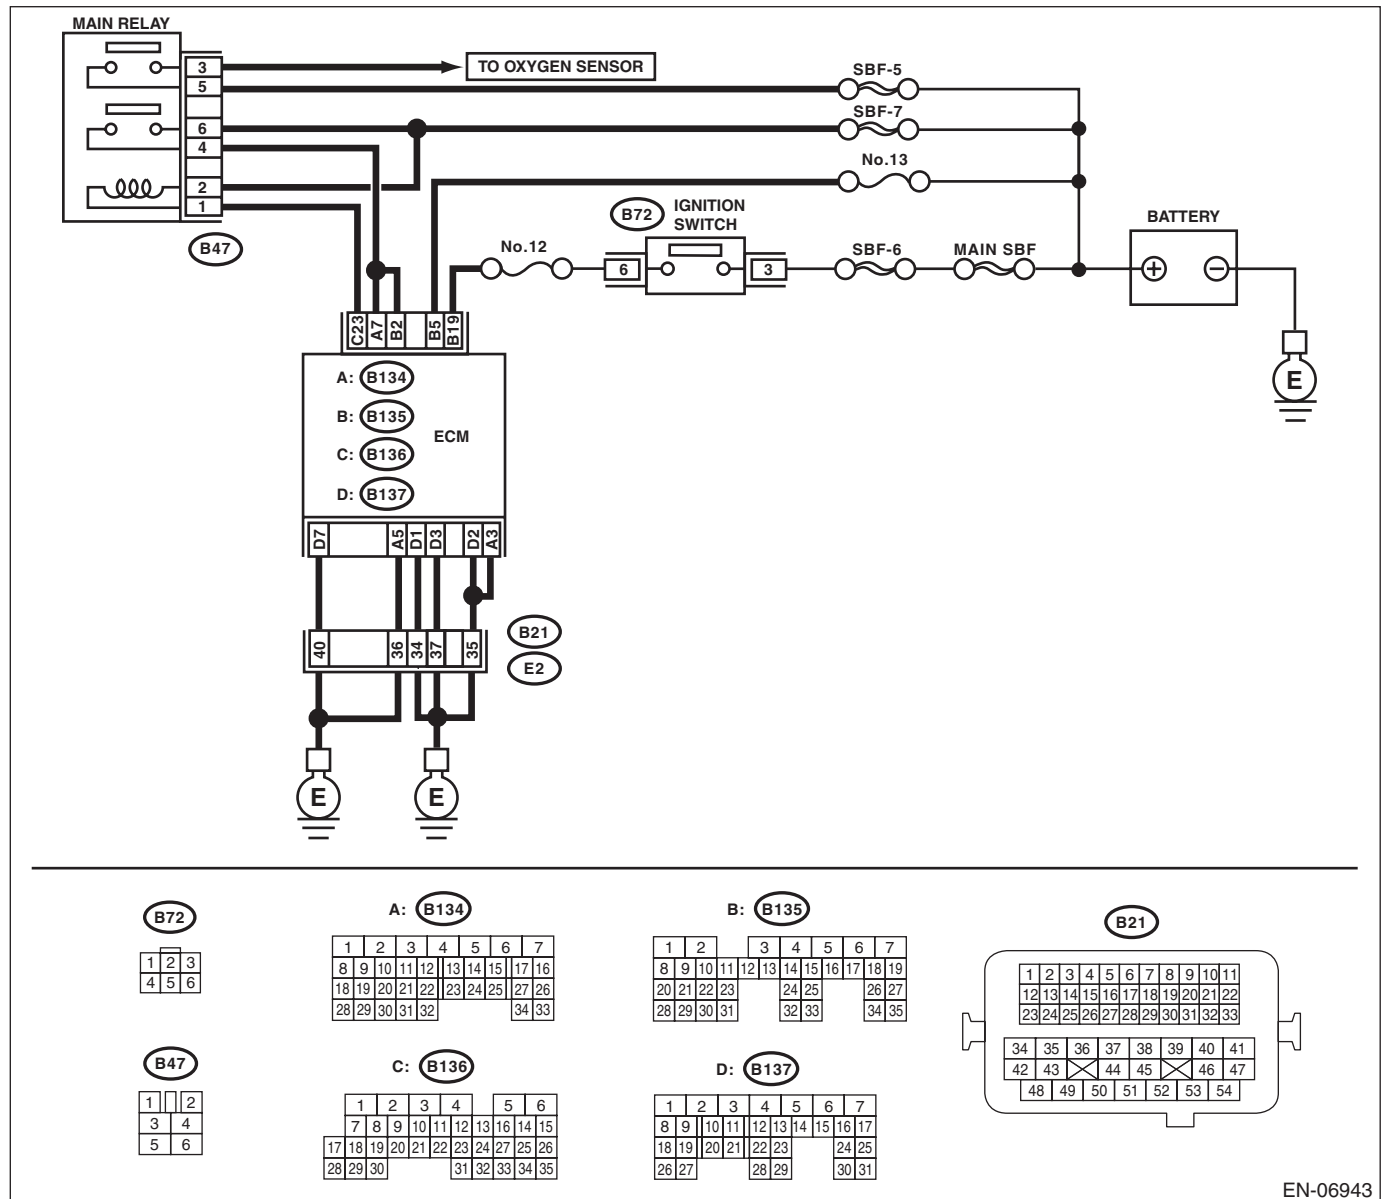 MAIN RELAY
3
TO OXYGEN SENSOR
5
SBF-5
6
SBF-7
4
No.13
2
1
B47
B72
IGNITION
SWITCH
BATTERY
No.12
6
3
SBF-6
MAIN SBF
+
−
E
C23
A7
B2
B5
B19
A: B134
B: B135
ECM
C: B136
D: B137
D7
A5
D1
D3
D2
A3
40
36
34
37
35
B21
E2
E
E
B72
1 2 3
4 5 6
A: B134
1 2 3 4 5 6 7
8 9 10 11 12 13 14 15 17 16
18 19 20 21 22 23 24 25 27 26
28 29 30 31 32 34 33
B: B135
1 2 3 4 5 6 7
8 9 10 11 12 13 14 15 16 17 18 19
20 21 22 23 24 25 26 27
28 29 30 31 32 33 34 35
B21
1 2 3 4 5 6 7 8 9 10 11
12 13 14 15 16 17 18 19 20 21 22
23 24 25 26 27 28 29 30 31 32 33
34 35 36 37 38 39 40 41
42 43 44 45 46 47
48 49 50 51 52 53 54
B47
1 2
3 4
5 6
C: B136
1 2 3 4 5 6
7 8 9 10 11 12 13 16 14 15
17 18 19 20 21 22 23 24 27 25 26
28 29 30 31 32 33 34 35
D: B137
1 2 3 4 5 6 7
8 9 10 11 12 13 14 15 16 17
18 19 20 21 22 23 24 25
26 27 28 29 30 31
EN-06943